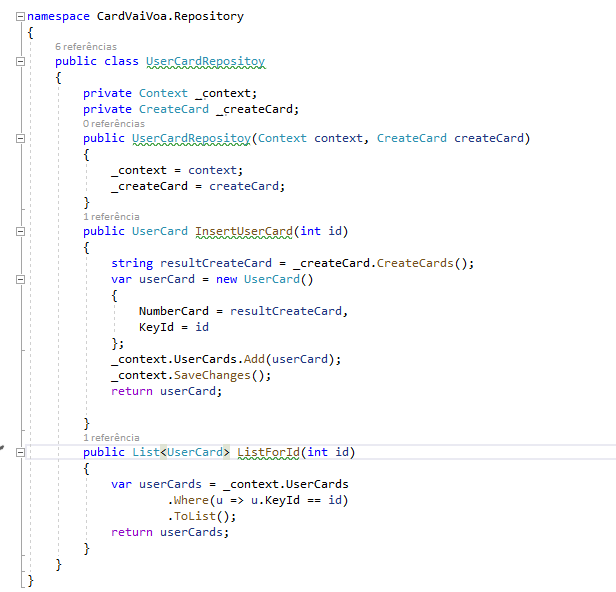 namespace CardVaiVoa.Repository
{
6 referências
public class UserCardRepositoy
{
private Context _context;
private CreateCard _createCard;
0 referências
public UserCardRepositoy(Context context, CreateCard createCard)
{
_context = context;
_createCard = createCard;
}
1 referência
public UserCard InsertUserCard(int id)
{
string resultCreateCard = _createCard.CreateCards();
var userCard = new UserCard()
{
NumberCard = resultCreateCard,
KeyId = id
};
_context.UserCards.Add(userCard);
_context.SaveChanges();
return userCard;
}
1 referência
public List<UserCard> ListForId(int id)
{
var userCards = _context.UserCards
.Where(u => u.KeyId == id)
.ToList();
return userCards;
}
}
}